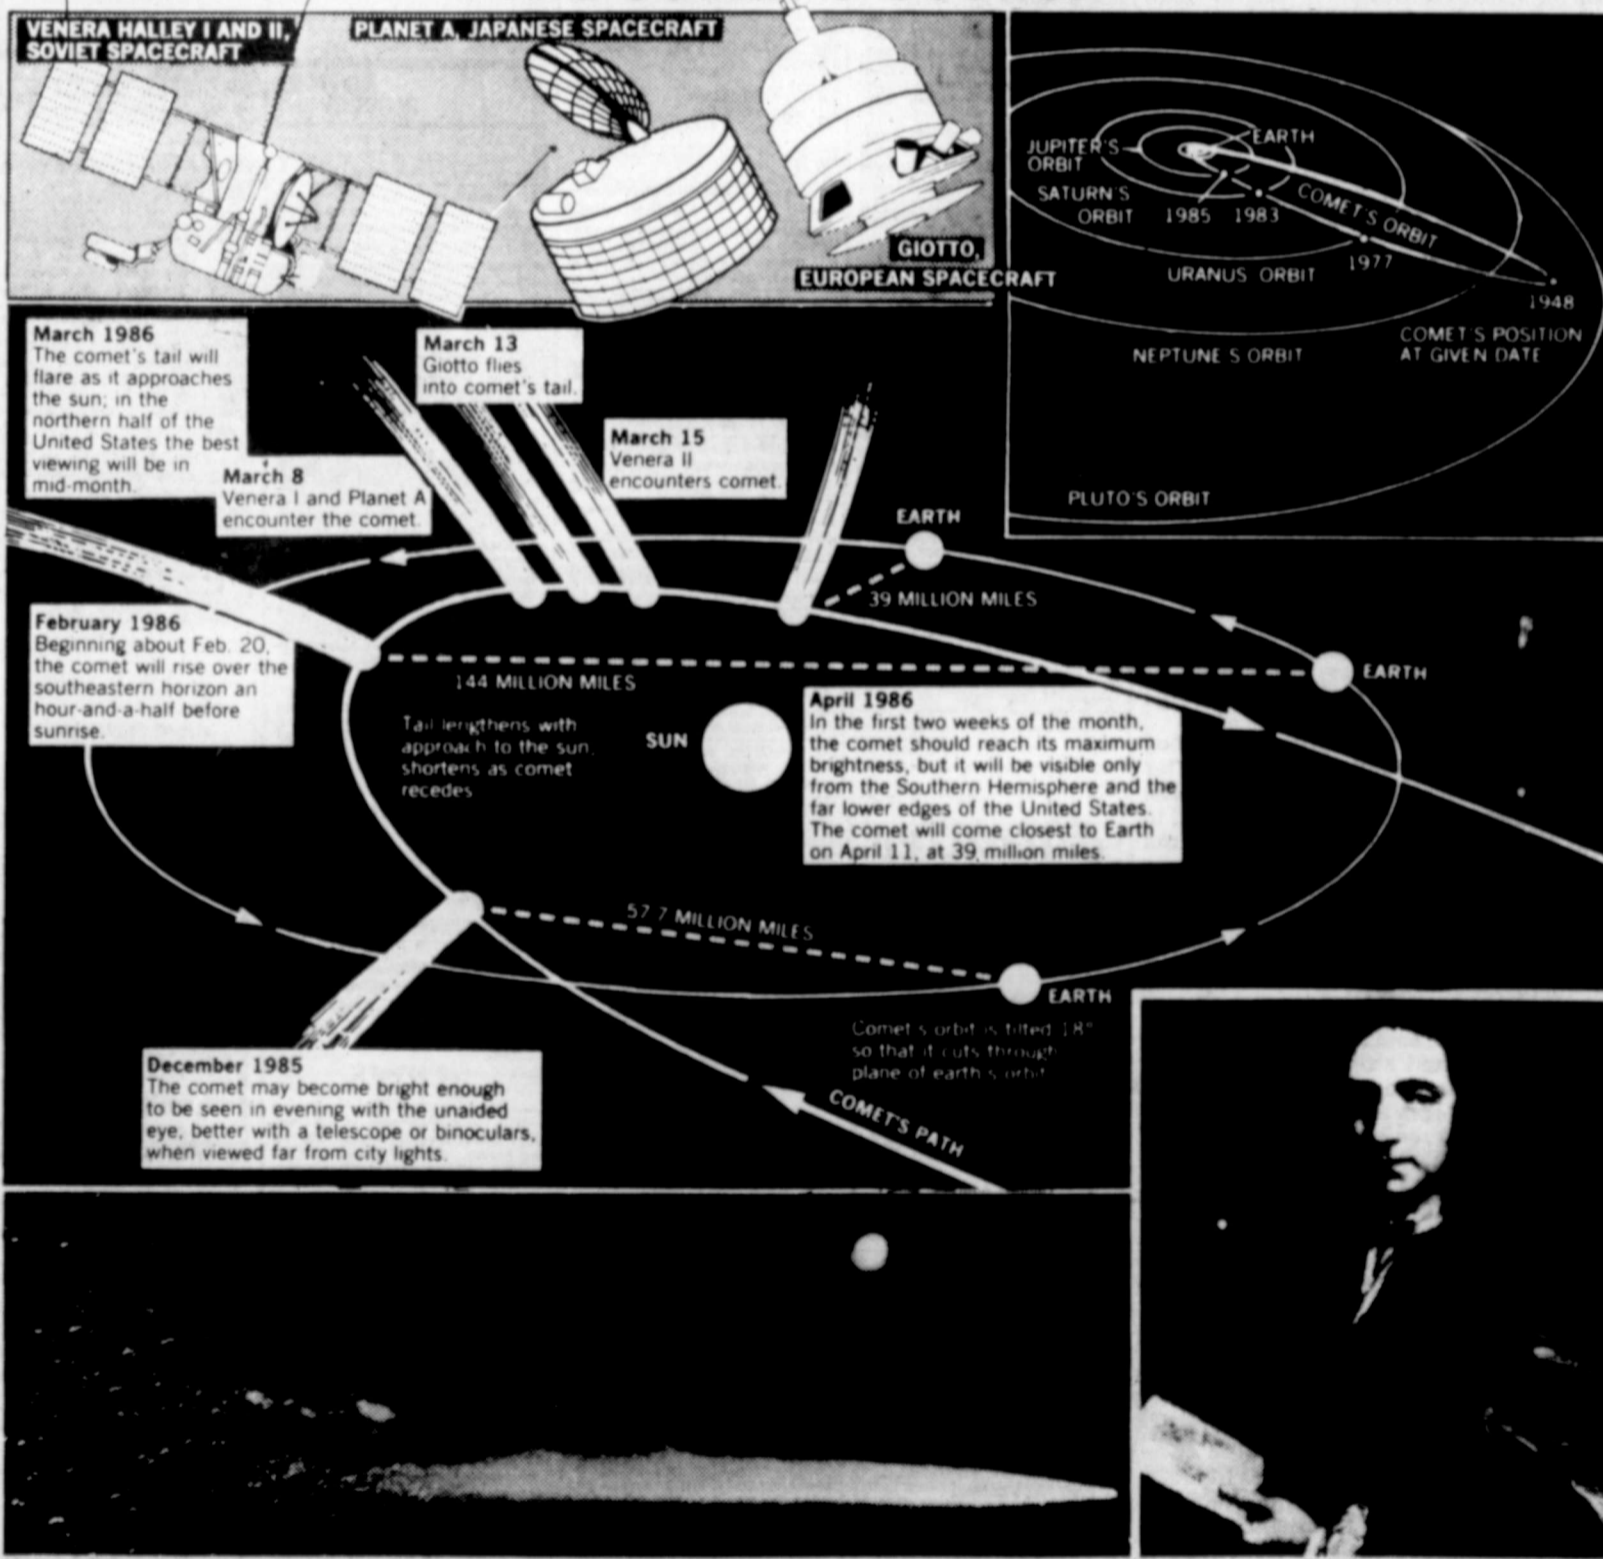 VENERA HALLEY I AND II,
SOVIET SPACECRAFT
PLANET A, JAPANESE SPACECRAFT
GIOTTO,
EUROPEAN SPACECRAFT
EARTH
JUPITER'S
ORBIT
SATURN'S
ORBIT
1985
1983
COMET'S ORBIT
1977
URANUS ORBIT
1948
COMET'S POSITION
AT GIVEN DATE
NEPTUNE S ORBIT
PLUTO'S ORBIT
March 1986
The comet's tail will
flare as it approaches
the sun; in the
northern half of the
United States the best
viewing will be in
mid-month.
March 8
Venera I and Planet A
encounter the comet.
March 13
Giotto flies
into comet's tail.
March 15
Venera II
encounters comet.
EARTH
39 MILLION MILES
February 1986
Beginning about Feb. 20,
the comet will rise over the
southeastern horizon an
hour-and-a-half before
sunrise.
144 MILLION MILES
EARTH
Tail lengthens with
approach to the sun,
shortens as comet
recedes
SUN
April 1986
In the first two weeks of the month,
the comet should reach its maximum
brightness, but it will be visible only
from the Southern Hemisphere and the
far lower edges of the United States.
The comet will come closest to Earth
on April 11, at 39 million miles.
57 7 MILLION MILES
EARTH
Comet s orbit is tilted 18°
so that it cuts through
plane of earth s orbit
December 1985
The comet may become bright enough
to be seen in evening with the unaided
eye, better with a telescope or binoculars,
when viewed far from city lights.
COMET'S PATH